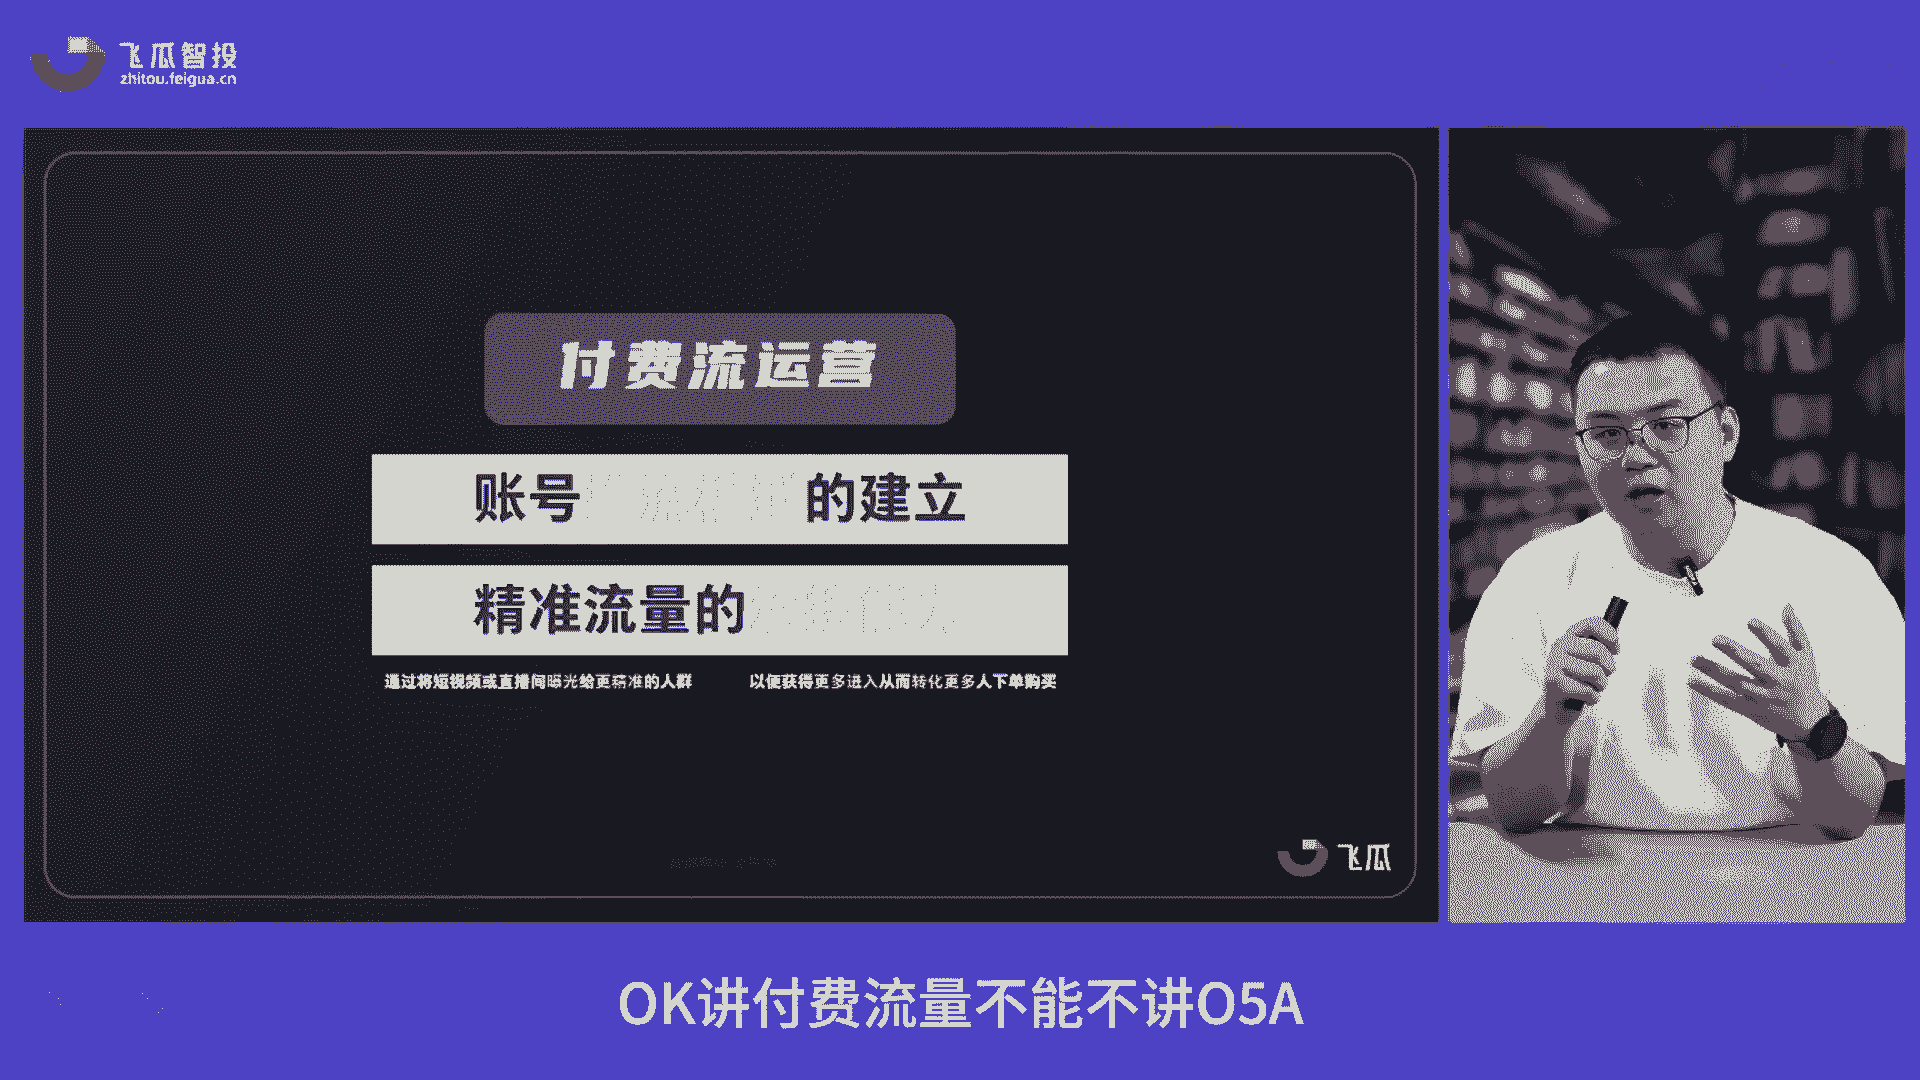 飞瓜智投
zhitou.feigua.cn
付费流运营
账号 的建立
精准流量的
通过将短视频或直播间曝光给更精准的人群 以便获得更多进入从而转化更多人下单购买
飞瓜
OK讲付费流量不能不讲O5A